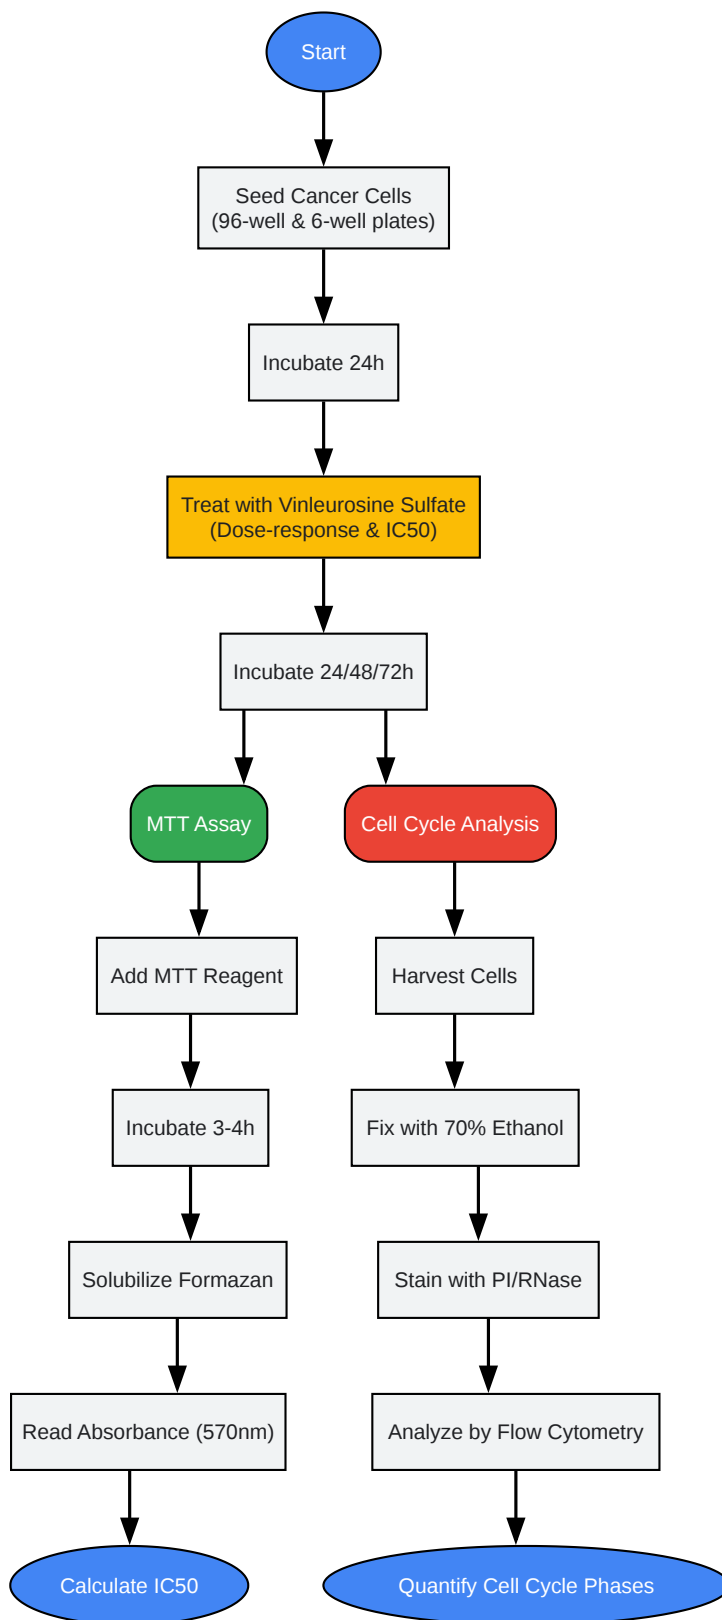 Start
Seed Cancer Cells
(96-well & 6-well plates)
Incubate 24h
Treat with Vinleurosine Sulfate
(Dose-response & IC50)
Incubate 24/48/72h
MTT Assay
Cell Cycle Analysis
Add MTT Reagent
Harvest Cells
Incubate 3-4h
Fix with 70% Ethanol
Solubilize Formazan
Stain with PI/RNase
Read Absorbance (570nm)
Analyze by Flow Cytometry
Calculate IC50
Quantify Cell Cycle Phases